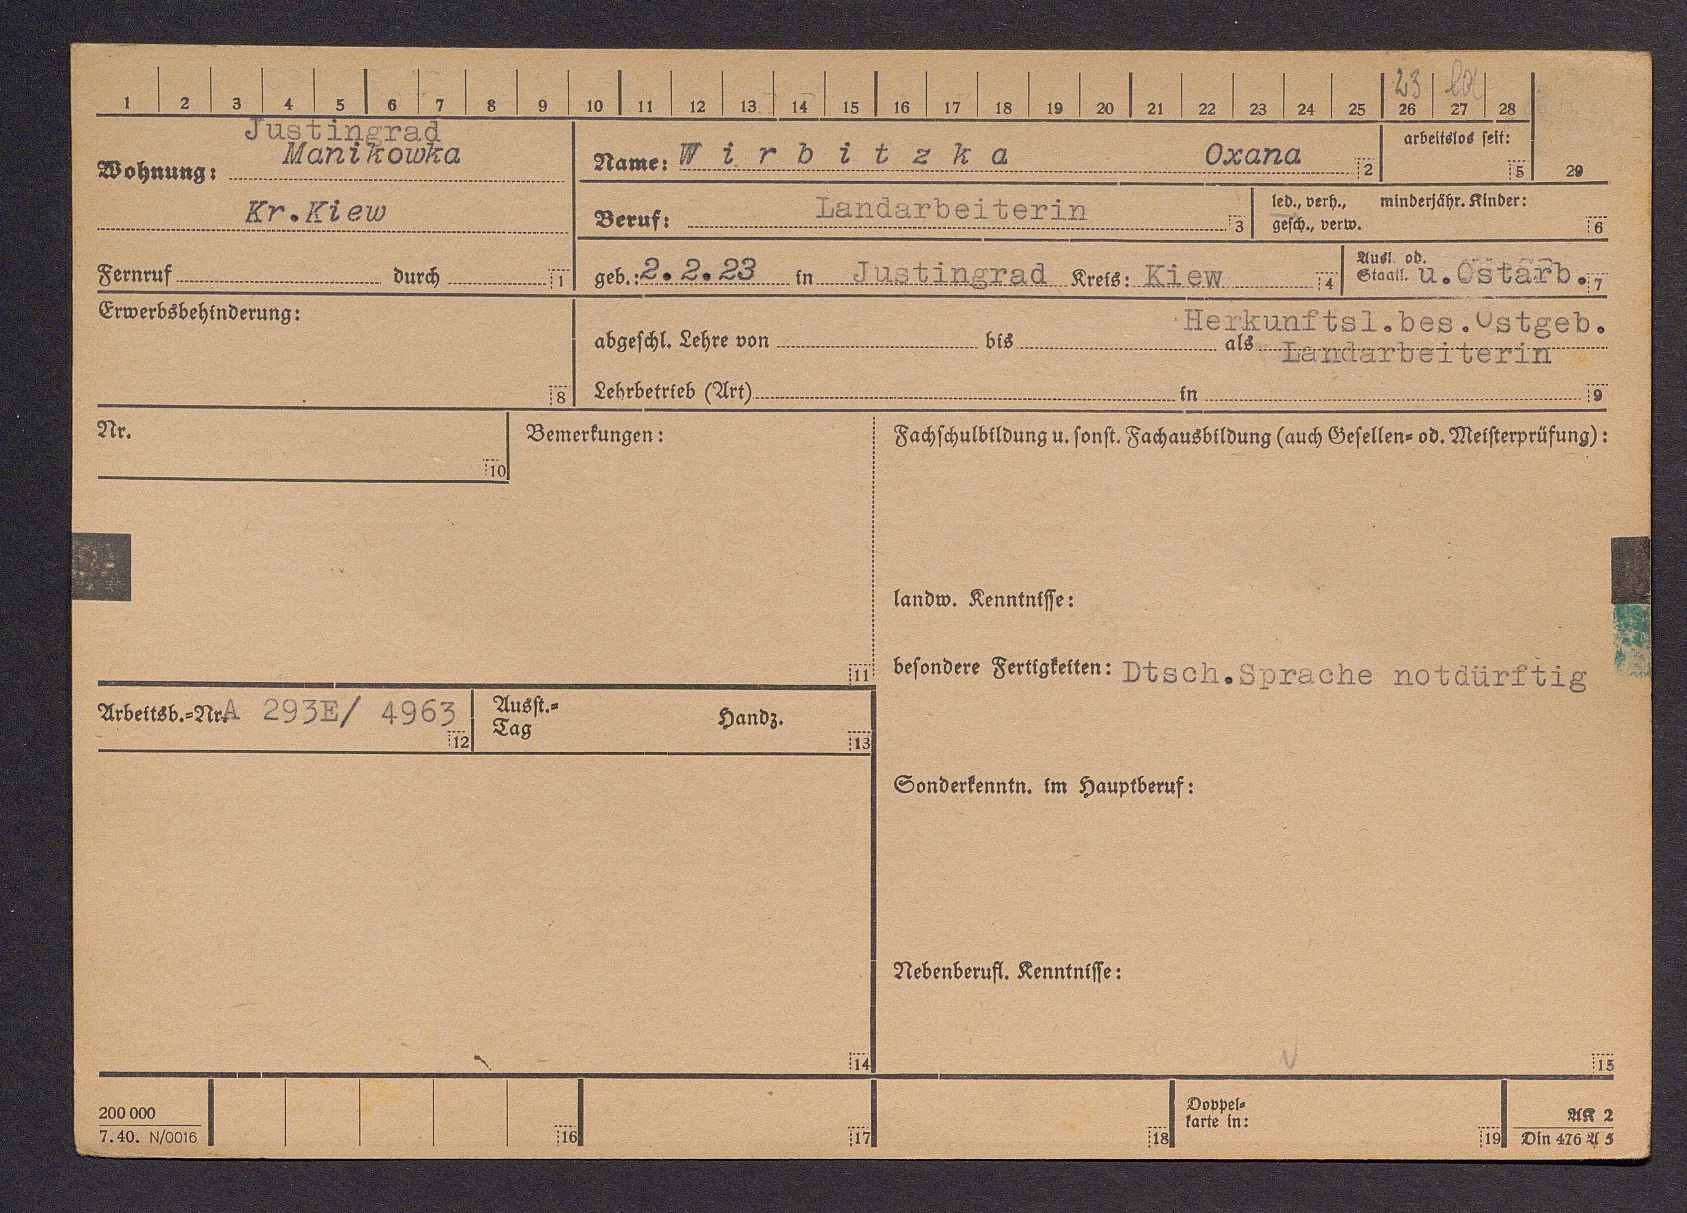 23
1 2 3 4 5 6 7 8 9 10 11 12 13 14 15 16 17 18 19 20 21 22 23 24 25 26 27 28
Justingrad
Manikowka
Wohnung:
Kr.Kiew
Fernruf durch 1
Name: W i r b i t z k a Oxana 2
arbeitslos seit:
5 29
Beruf: Landarbeiterin 3
led., verh., minderjähr. Kinder:
gesch., verw. 6
geb.: 2.2.23 in Justingrad Kreis: Kiew 4
Ausl. od.
Staatl. u.Ostarb. 7
Erwerbsbehinderung:
8
Herkunftsl.bes.Ostgeb.
abgeschl. Lehre von bis als Landarbeiterin
Lehrbetrieb (Art) in 9
Nr.
10
Bemerkungen:
11
Fachschulbildung u. sonst. Fachausbildung (auch Gesellen- od. Meisterprüfung):
landw. Kenntnisse:
besondere Fertigkeiten: Dtsch.Sprache notdürftig
Arbeitsb.-Nr. A 293E/ 4963
12
Ausst.-
Tag Handz.
13
Sonderkenntn. im Hauptberuf:
Nebenberufl. Kenntnisse:
14 15
200 000
7.40. N/0016
16 17 18
Doppel-
karte in:
19
AK 2
Din 476 A 5